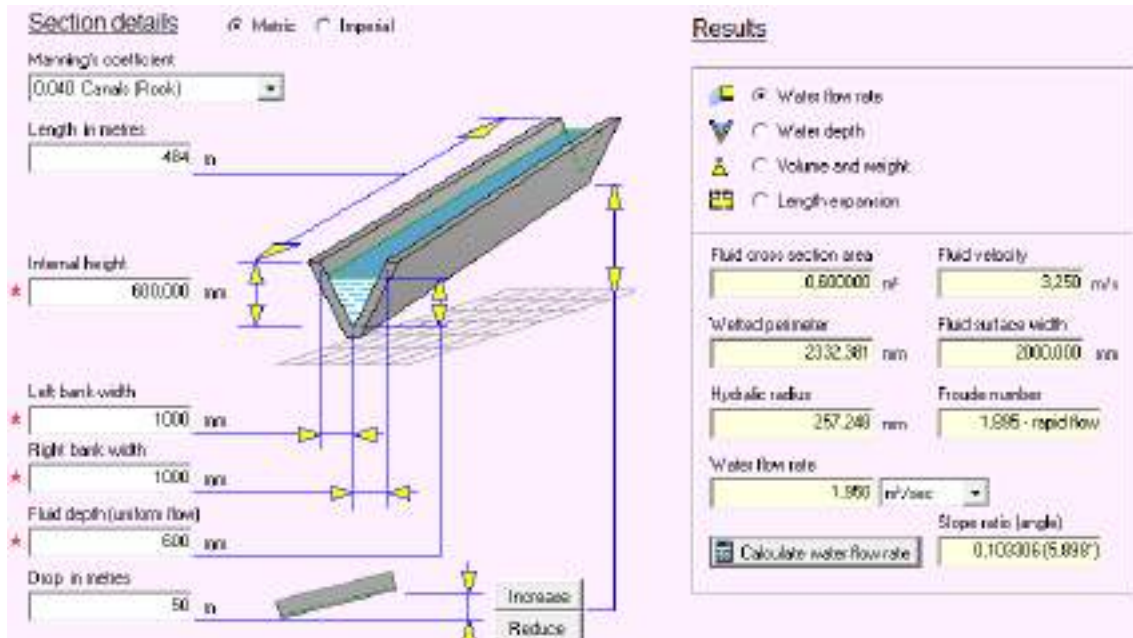 Section details
Metric
Imperial
Manning's coefficient
0.040 Canals (Rock)
Length in metres
484 m
Internal height
* 600,000 mm
Left bank width
* 1000 mm
Right bank width
* 1000 mm
Fluid depth (uniform flow)
* 600 mm
Drop in metres
50 m
Increase
Reduce
Results
Water flow rate
Water depth
Volume and weight
Length expansion
Fluid cross section area
0,600000 m²
Fluid velocity
3,250 m/s
Wetted perimeter
2332,381 mm
Fluid surface width
2000,000 mm
Hydralic radius
257,248 mm
Froude number
1,895 - rapid flow
Water flow rate
1.950 m³/sec
Calculate water flow rate
Slope ratio (angle)
0,103306 (5.898°)